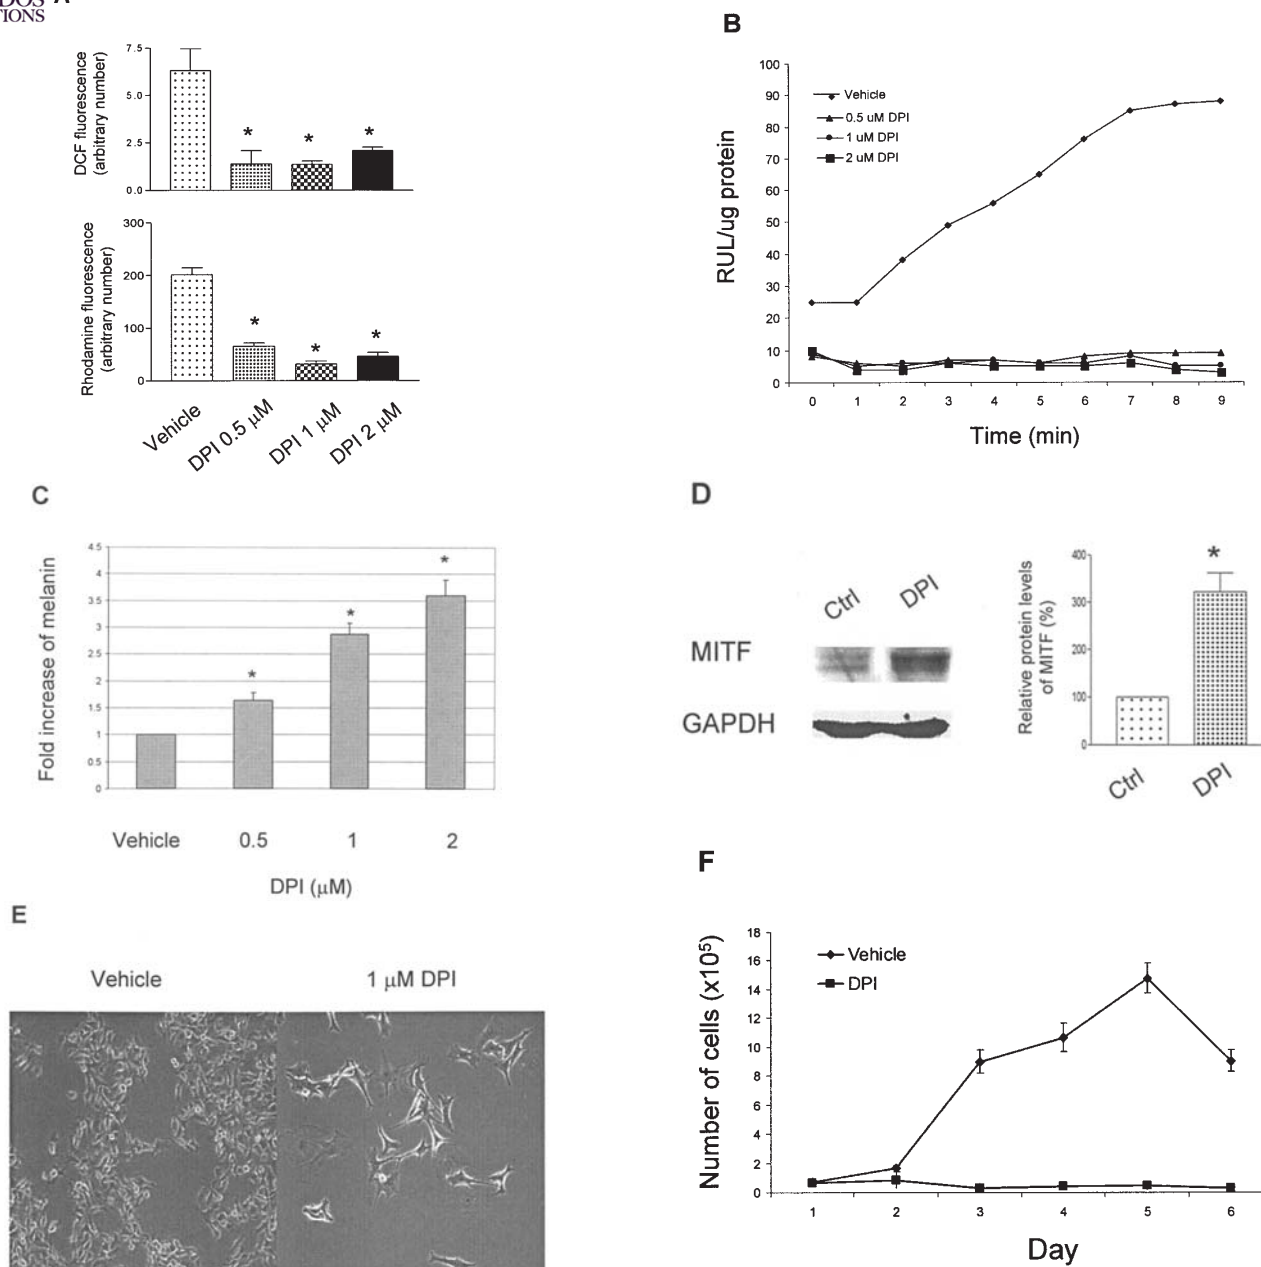 DOS
TIONS
A
DCF fluorescence
(arbitrary number)
7.5
5.0
2.5
0.0
* * *
Rhodamine fluorescence
(arbitrary number)
300
200
100
0
* * *
Vehicle
DPI 0.5 μM
DPI 1 μM
DPI 2 μM
B
RUL/ug protein
100
90
80
70
60
50
40
30
20
10
0
Vehicle
0.5 uM DPI
1 uM DPI
2 uM DPI
0 1 2 3 4 5 6 7 8 9
Time (min)
C
Fold increase of melanin
4.5
4
3.5
3
2.5
2
1.5
1
0.5
0
* * *
Vehicle 0.5 1 2
DPI (μM)
D
Ctrl DPI
MITF
GAPDH
Relative protein levels
of MITF (%)
400
300
200
100
0
*
Ctrl DPI
E
Vehicle 1 μM DPI
F
Number of cells (x10⁵)
18
16
14
12
10
8
6
4
2
0
Vehicle
DPI
1 2 3 4 5 6
Day